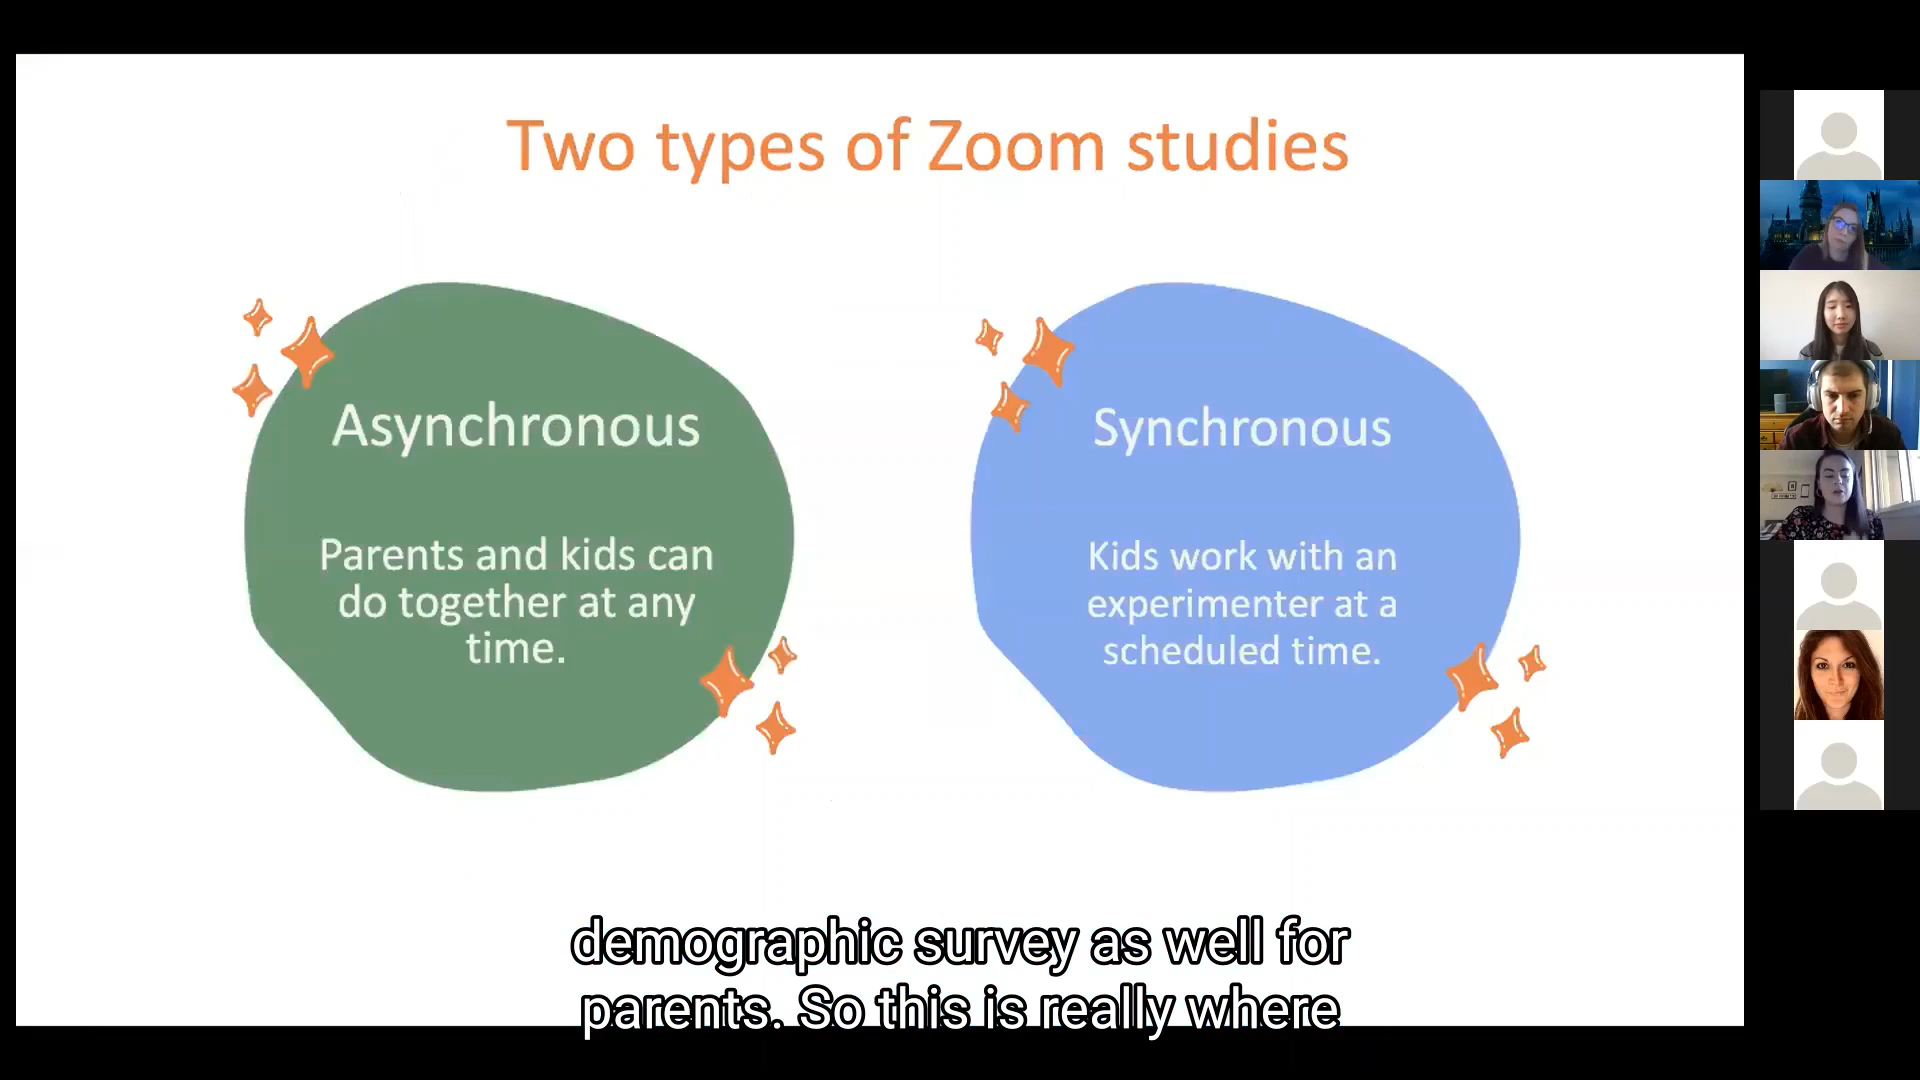 Two types of Zoom studies
Asynchronous
Parents and kids can
do together at any
time.
Synchronous
Kids work with an
experimenter at a
scheduled time.
demographic survey as well for
parents. So this is really where